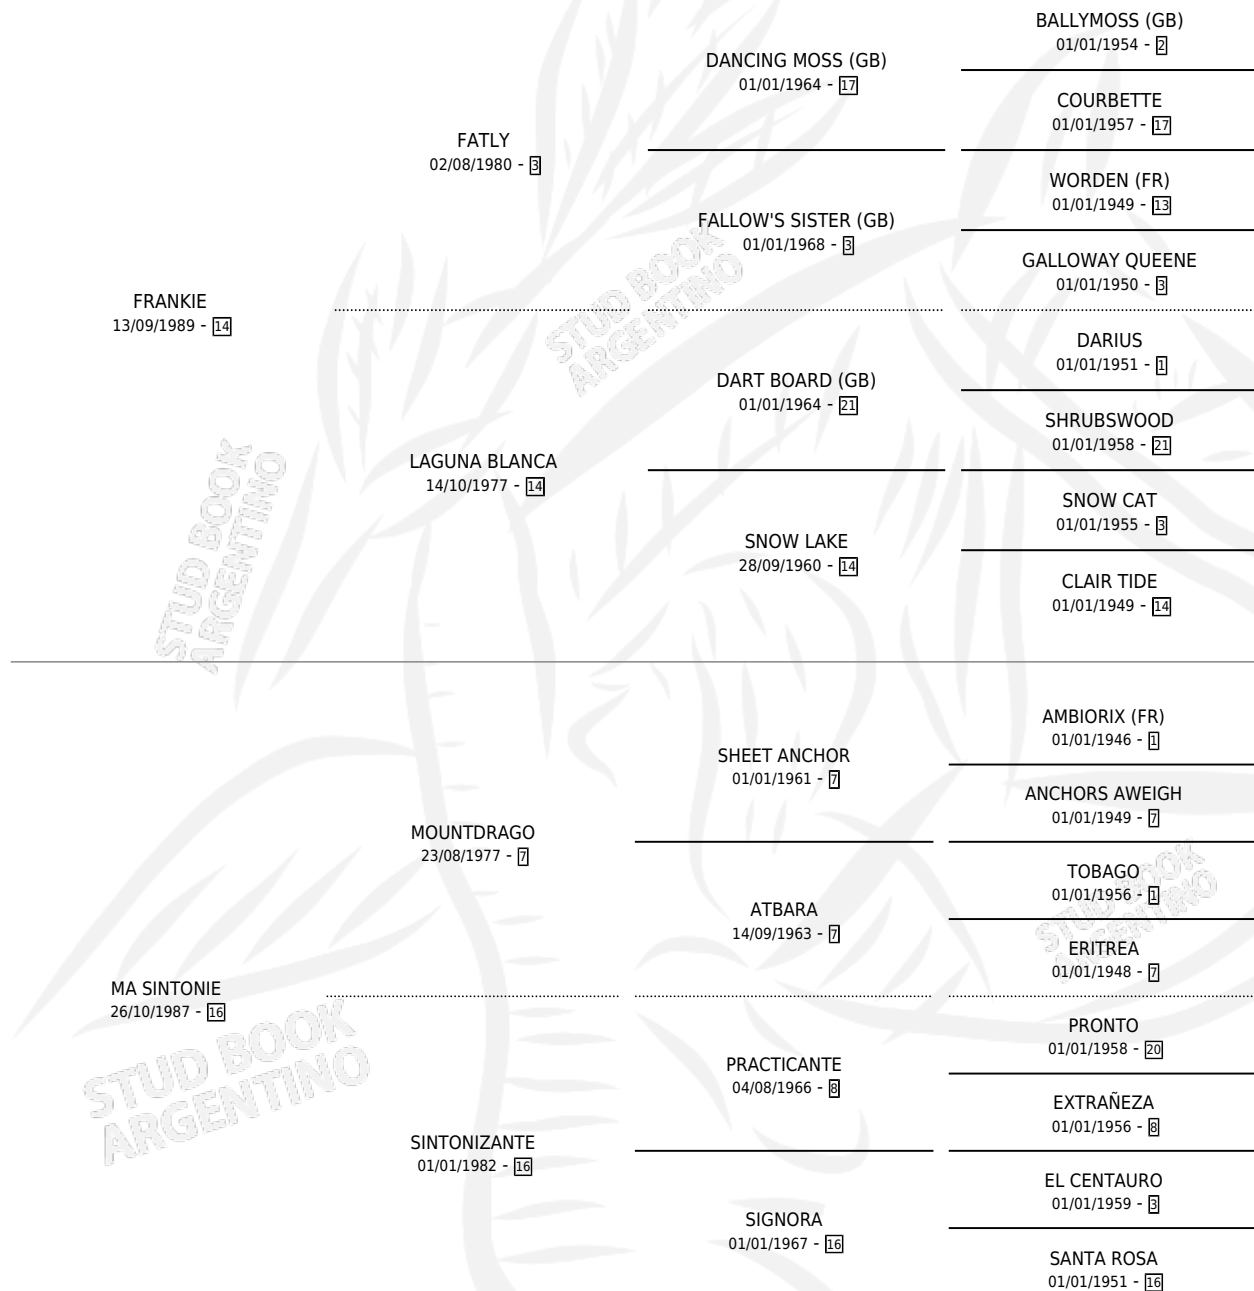 BALLYMOSS (GB)
01/01/1954 - 2
DANCING MOSS (GB)
01/01/1964 - 17
COURBETTE
01/01/1957 - 17
FATLY
02/08/1980 - 3
WORDEN (FR)
01/01/1949 - 13
FALLOW'S SISTER (GB)
01/01/1968 - 3
GALLOWAY QUEENE
01/01/1950 - 3
FRANKIE
13/09/1989 - 14
STUD BOOK
ARGENTINO
DARIUS
01/01/1951 - 1
DART BOARD (GB)
01/01/1964 - 21
SHRUBSWOOD
01/01/1958 - 21
LAGUNA BLANCA
14/10/1977 - 14
SNOW CAT
01/01/1955 - 3
SNOW LAKE
28/09/1960 - 14
CLAIR TIDE
01/01/1949 - 14
STUD BOOK
ARGENTINO
AMBIORIX (FR)
01/01/1946 - 1
SHEET ANCHOR
01/01/1961 - 7
ANCHORS AWEIGH
01/01/1949 - 7
MOUNTDRAGO
23/08/1977 - 7
TOBAGO
01/01/1956 - 1
ATBARA
14/09/1963 - 7
ERITREA
01/01/1948 - 7
STUD BOOK
ARGENTINO
MA SINTONIE
26/10/1987 - 16
PRONTO
01/01/1958 - 20
PRACTICANTE
04/08/1966 - 8
EXTRAÑEZA
01/01/1956 - 8
STUD BOOK
ARGENTINO
SINTONIZANTE
01/01/1982 - 16
EL CENTAURO
01/01/1959 - 3
SIGNORA
01/01/1967 - 16
SANTA ROSA
01/01/1951 - 16